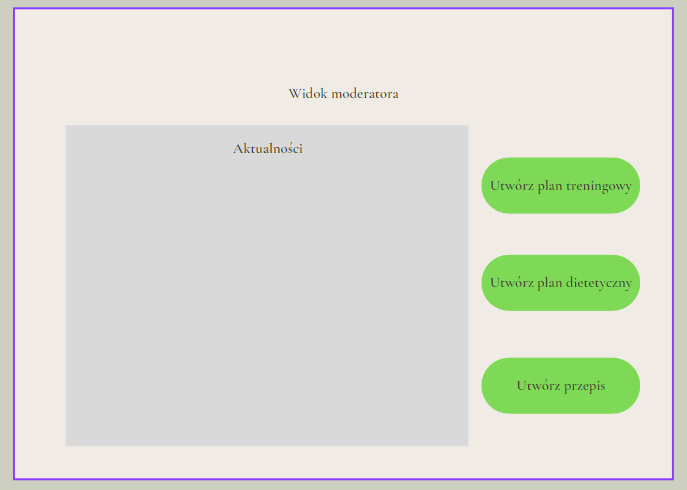 Widok moderatora
Aktualności
Utwórz plan treningowy
Utwórz plan dietetyczny
Utwórz przepis